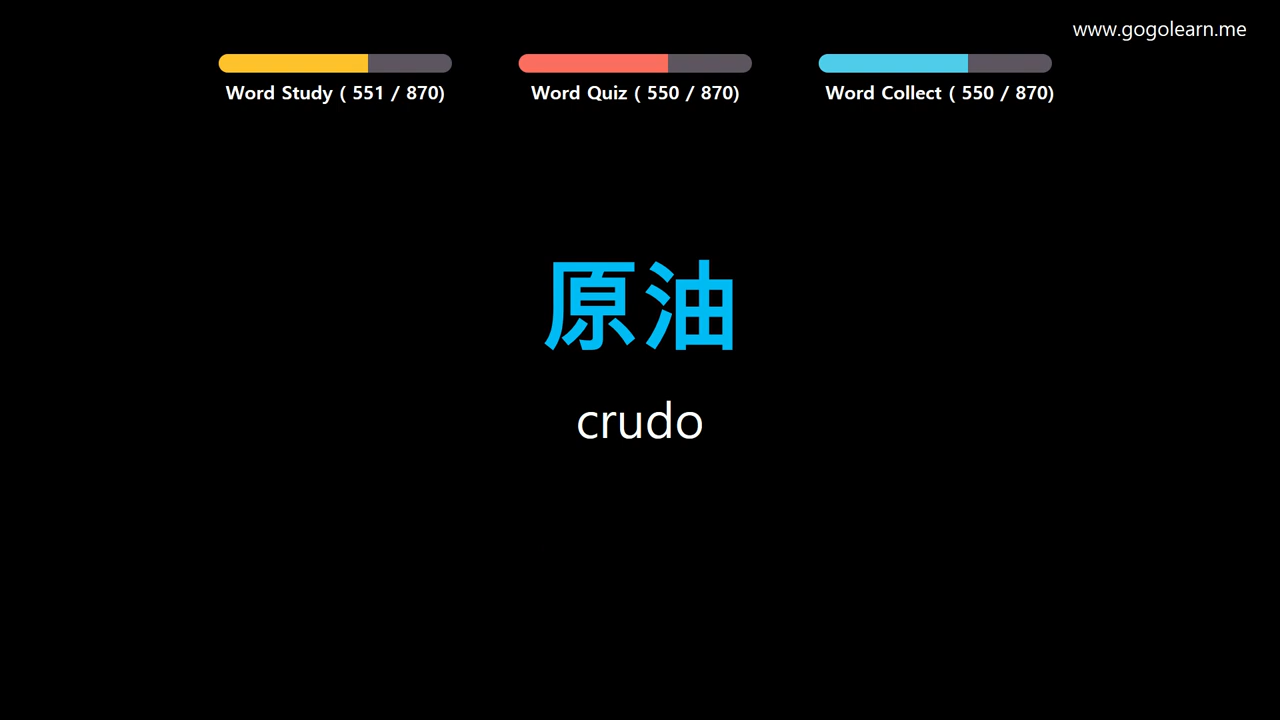 www.gogolearn.me
Word Study ( 551 / 870)
Word Quiz ( 550 / 870)
Word Collect ( 550 / 870)
原油
crudo